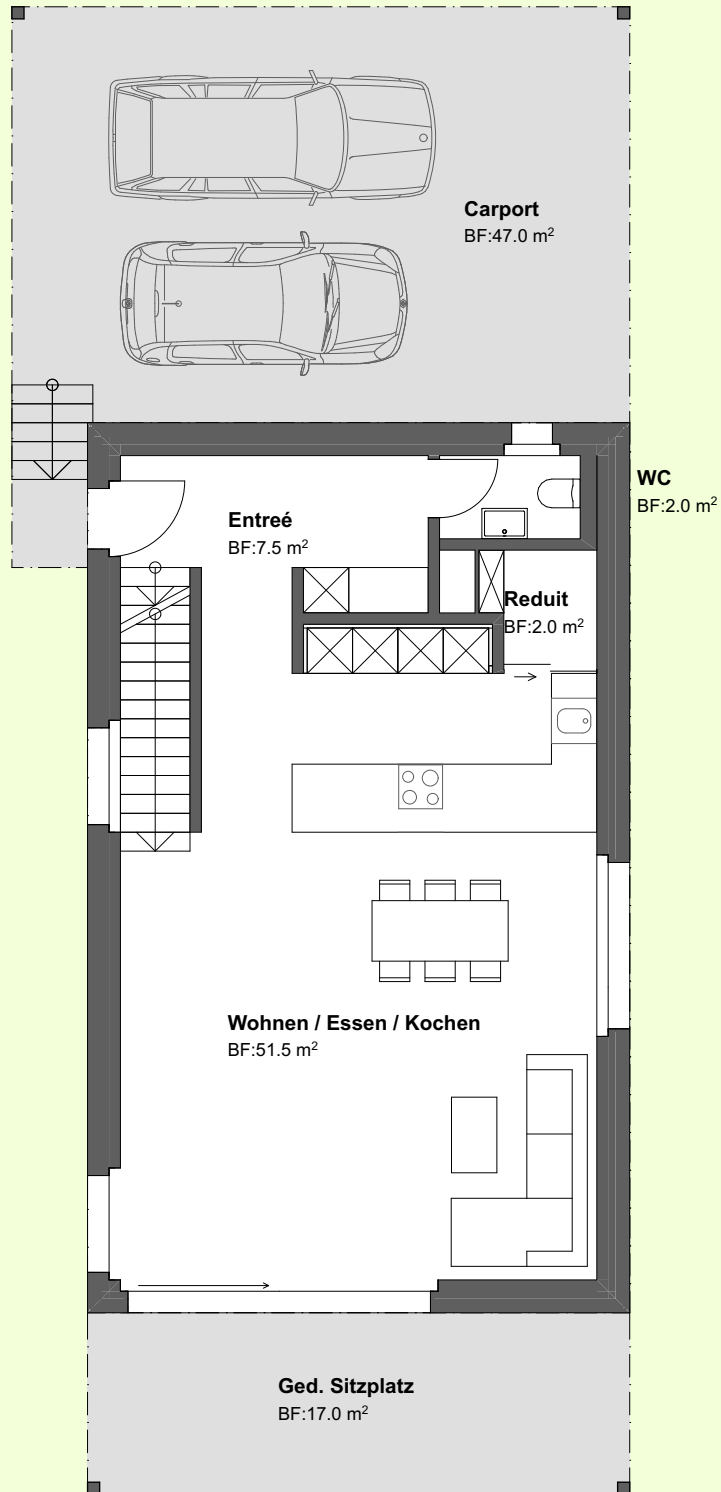 Carport
BF:47.0 m²
WC
BF:2.0 m²
Entreé
BF:7.5 m²
Reduit
BF:2.0 m²
Wohnen / Essen / Kochen
BF:51.5 m²
Ged. Sitzplatz
BF:17.0 m²